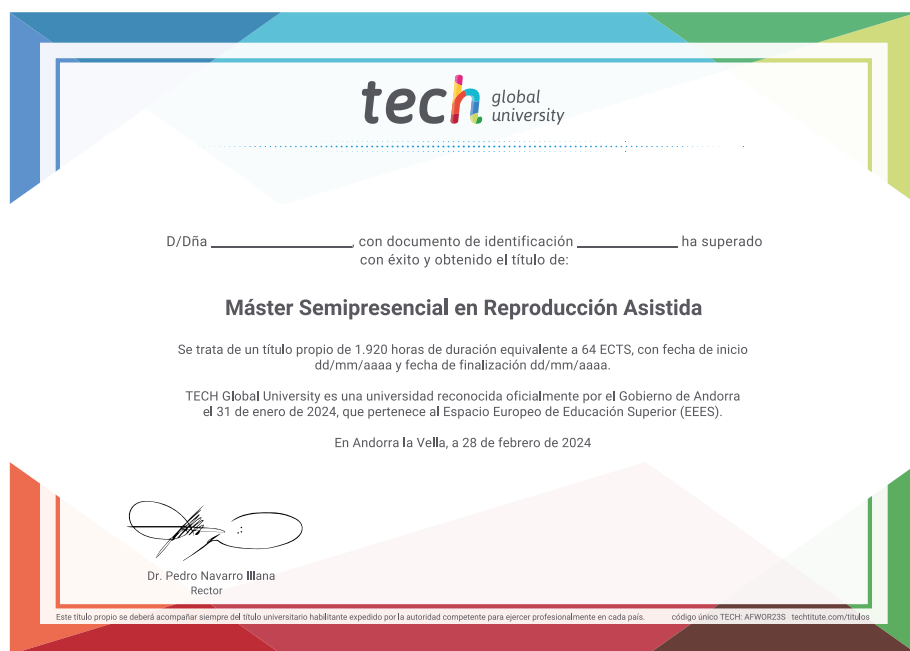 tech global university
D/Dña ________________, con documento de identificación ___________ ha superado
con éxito y obtenido el título de:
Máster Semipresencial en Reproducción Asistida
Se trata de un título propio de 1.920 horas de duración equivalente a 64 ECTS, con fecha de inicio
dd/mm/aaaa y fecha de finalización dd/mm/aaaa.
TECH Global University es una universidad reconocida oficialmente por el Gobierno de Andorra
el 31 de enero de 2024, que pertenece al Espacio Europeo de Educación Superior (EEES).
En Andorra la Vella, a 28 de febrero de 2024
Dr. Pedro Navarro Illana
Rector
Este título propio se deberá acompañar siempre del título universitario habilitante expedido por la autoridad competente para ejercer profesionalmente en cada país. código único TECH: AFWOR23S techtitute.com/titulos